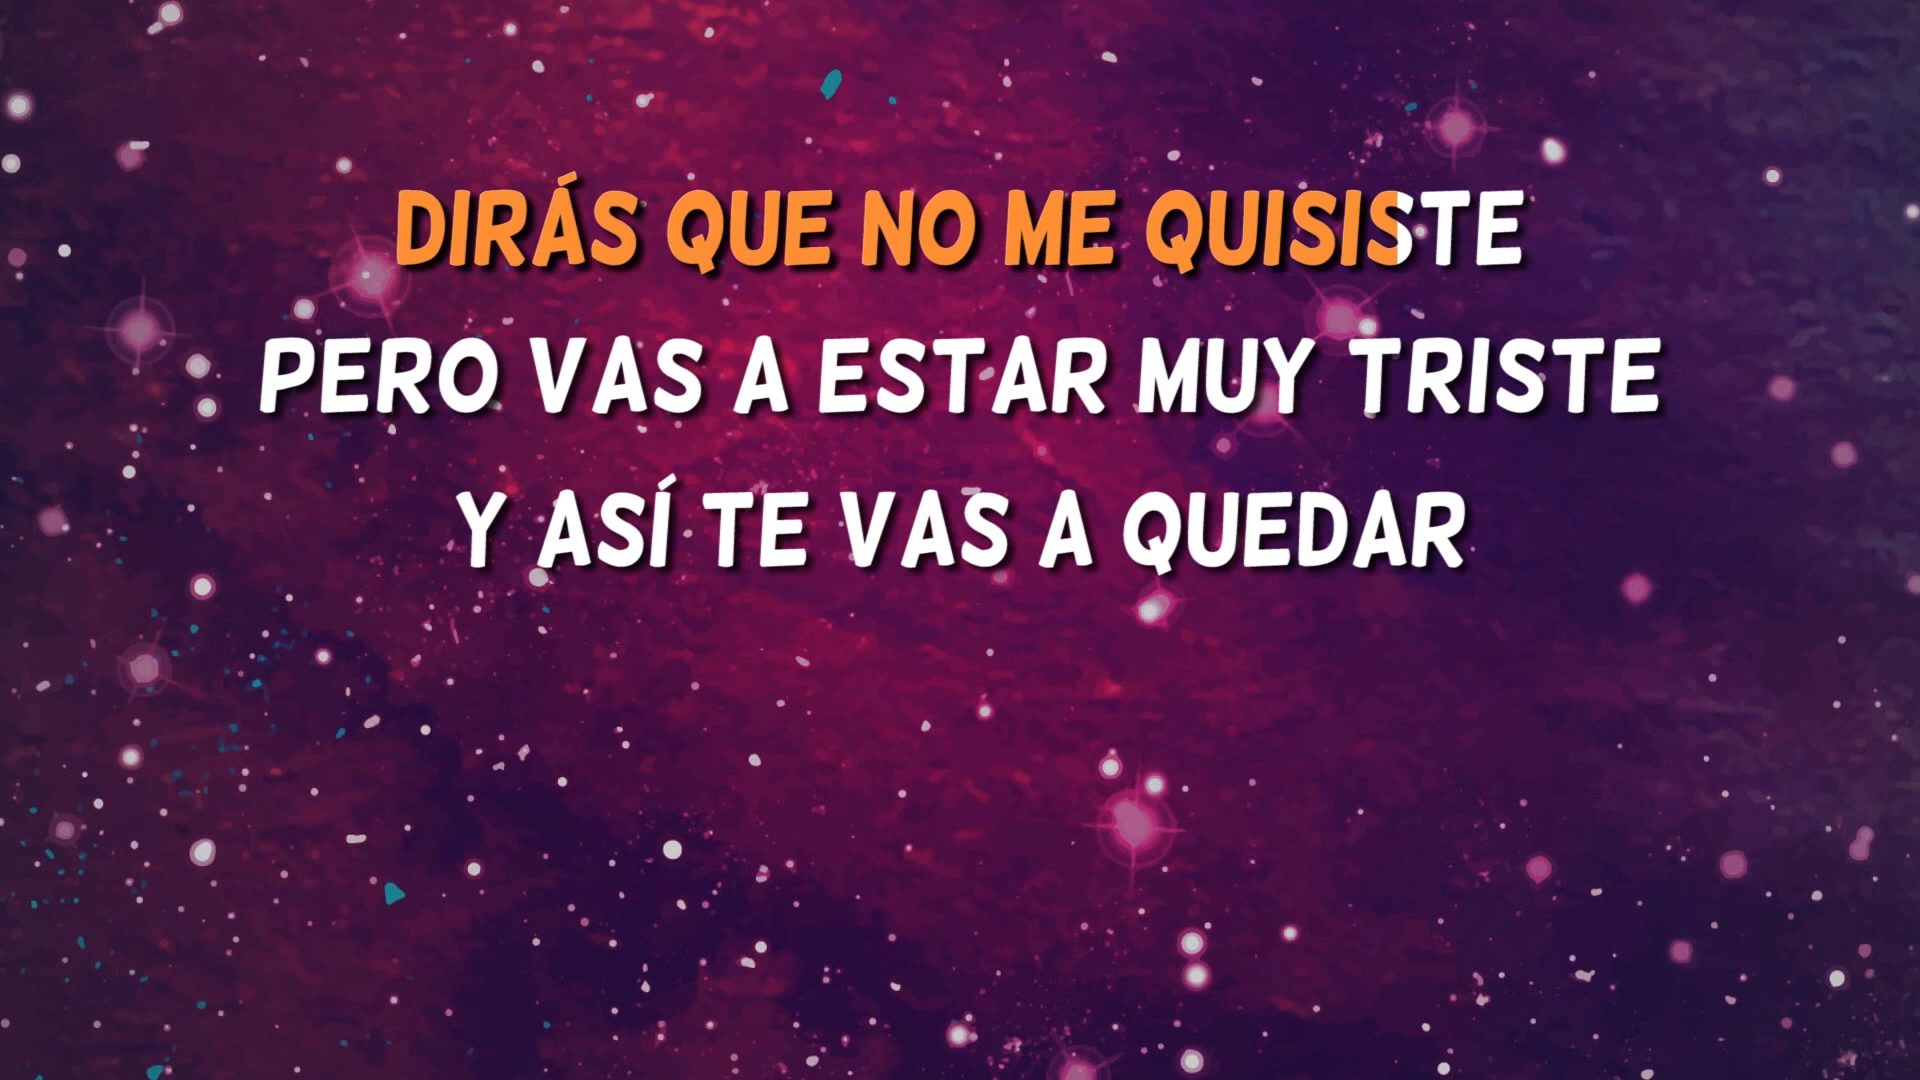 DIRÁS QUE NO ME QUISISTE
PERO VAS A ESTAR MUY TRISTE
Y ASÍ TE VAS A QUEDAR